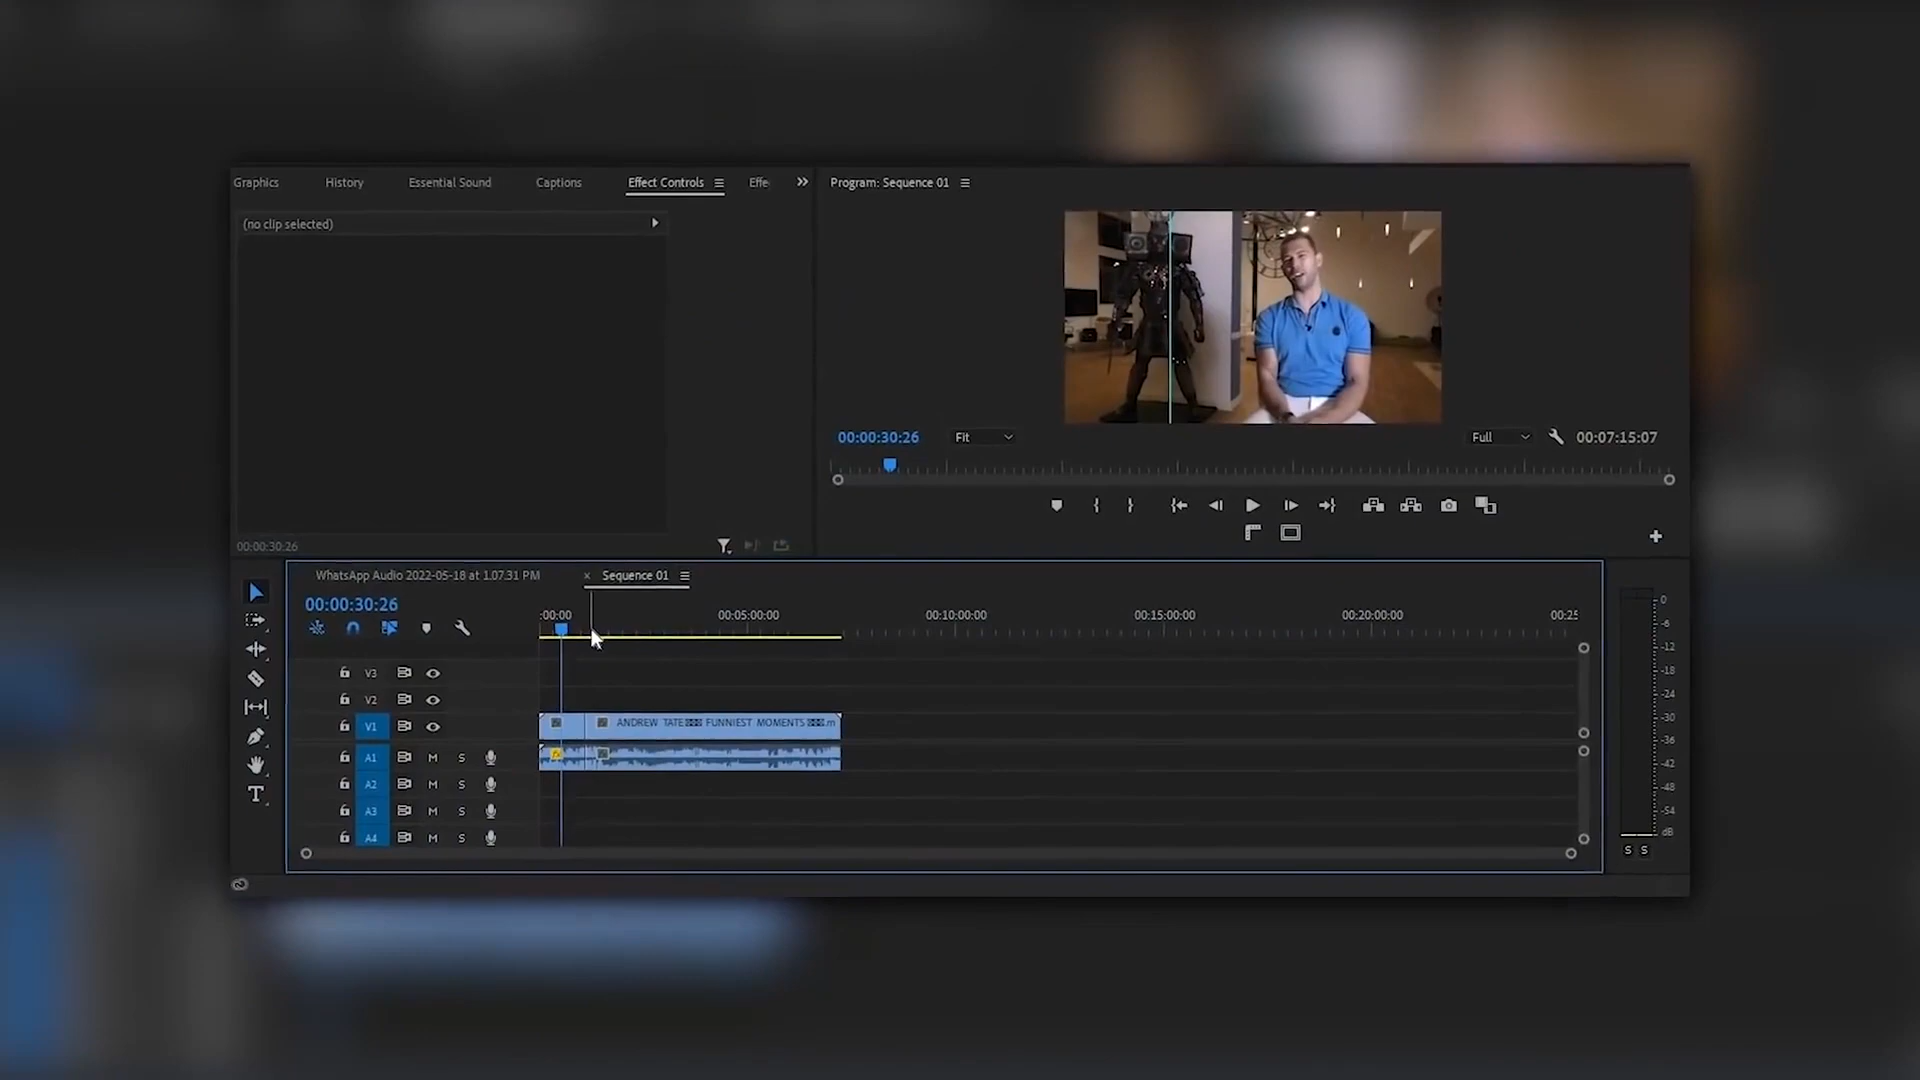 Graphics History Essential Sound Captions Effect Controls Effe
Program: Sequence 01
(no clip selected)
00:00:30:26 Fit Full 00:07:15:07
00:00:30:26
WhatsApp Audio 2022-05-18 at 1.07.31 PM × Sequence 01
00:00:30:26
:00:00 00:05:00:00 00:10:00:00 00:15:00:00 00:20:00:00 00:25
V3
V2
V1 ANDREW TATE FUNNIEST MOMENTS .m
A1 M S
A2 M S
A3 M S
A4 M S
0
-6
-12
-18
-24
-30
-36
-42
-48
-54
dB
S S